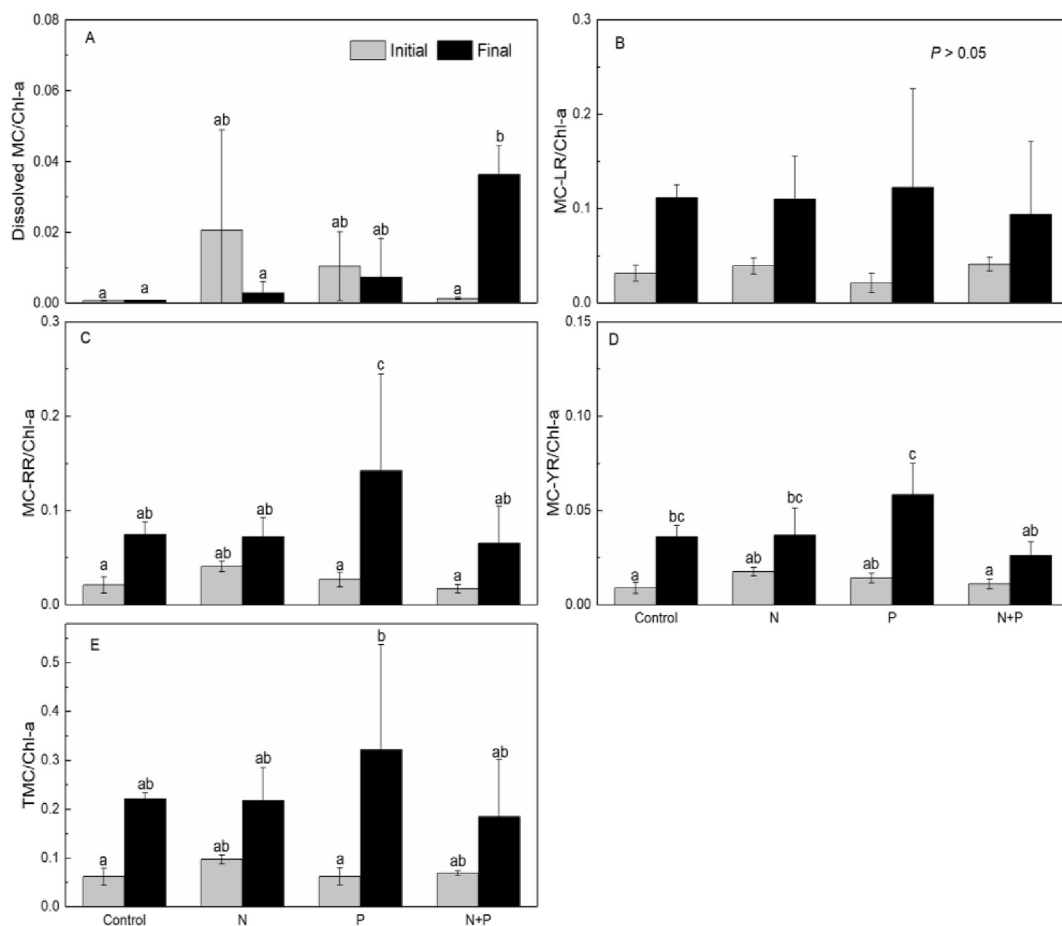 0.08
0.06
0.04
0.02
0.00
Dissolved MC/Chl-a
A
Initial Final
a a ab a ab ab a b
0.3
0.2
0.1
0.0
MC-LR/Chl-a
B
P > 0.05
0.3
0.2
0.1
0.0
MC-RR/Chl-a
C
a ab ab ab a c a ab
0.15
0.10
0.05
0.00
MC-YR/Chl-a
D
a bc ab bc ab c a ab
Control N P N+P
0.5
0.4
0.3
0.2
0.1
0.0
TMC/Chl-a
E
a ab ab ab a b ab ab
Control N P N+P